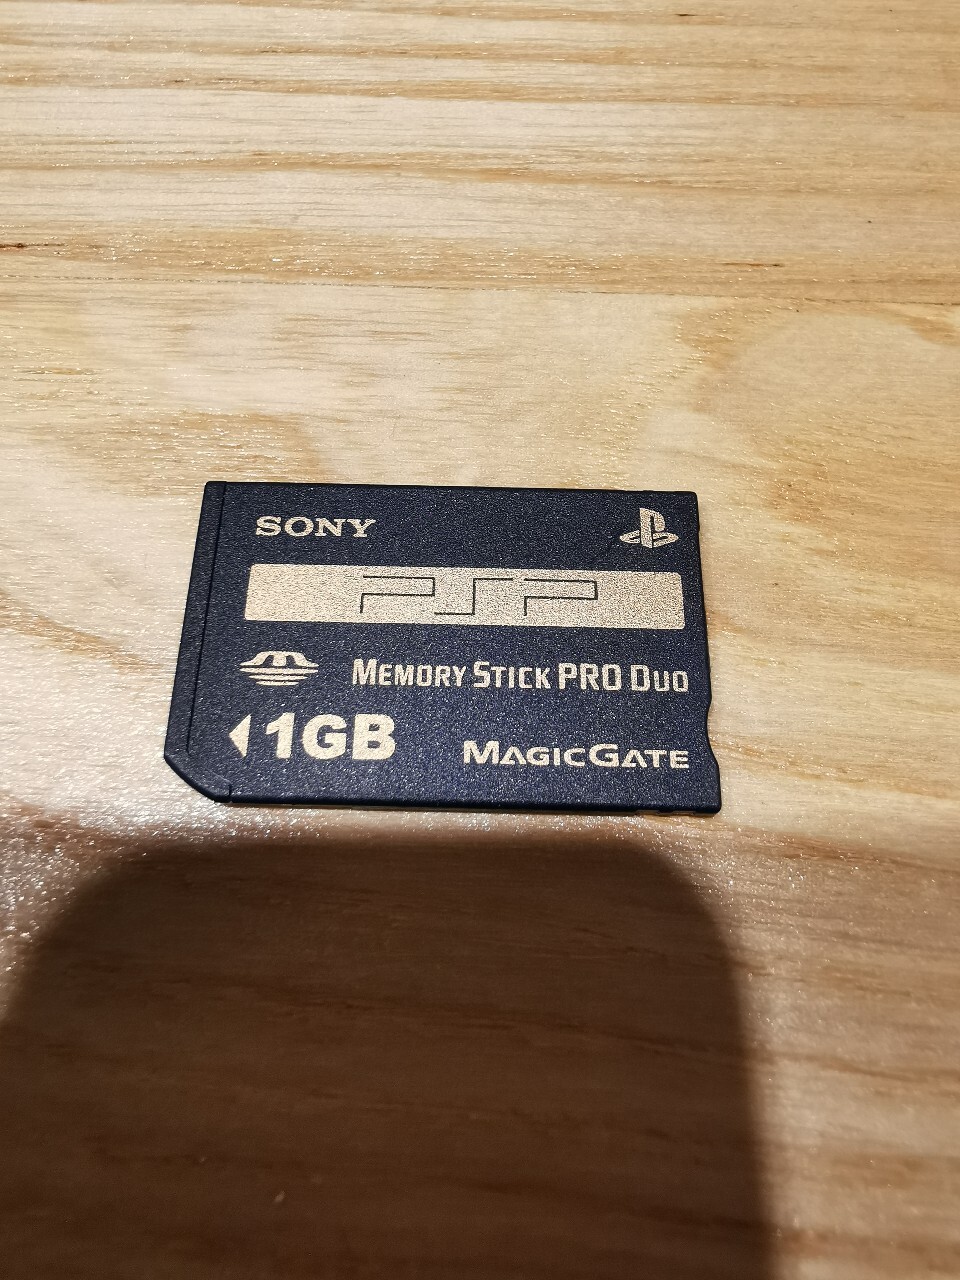 SONY
PSP
MEMORY STICK PRO DUO
1GB
MAGICGATE